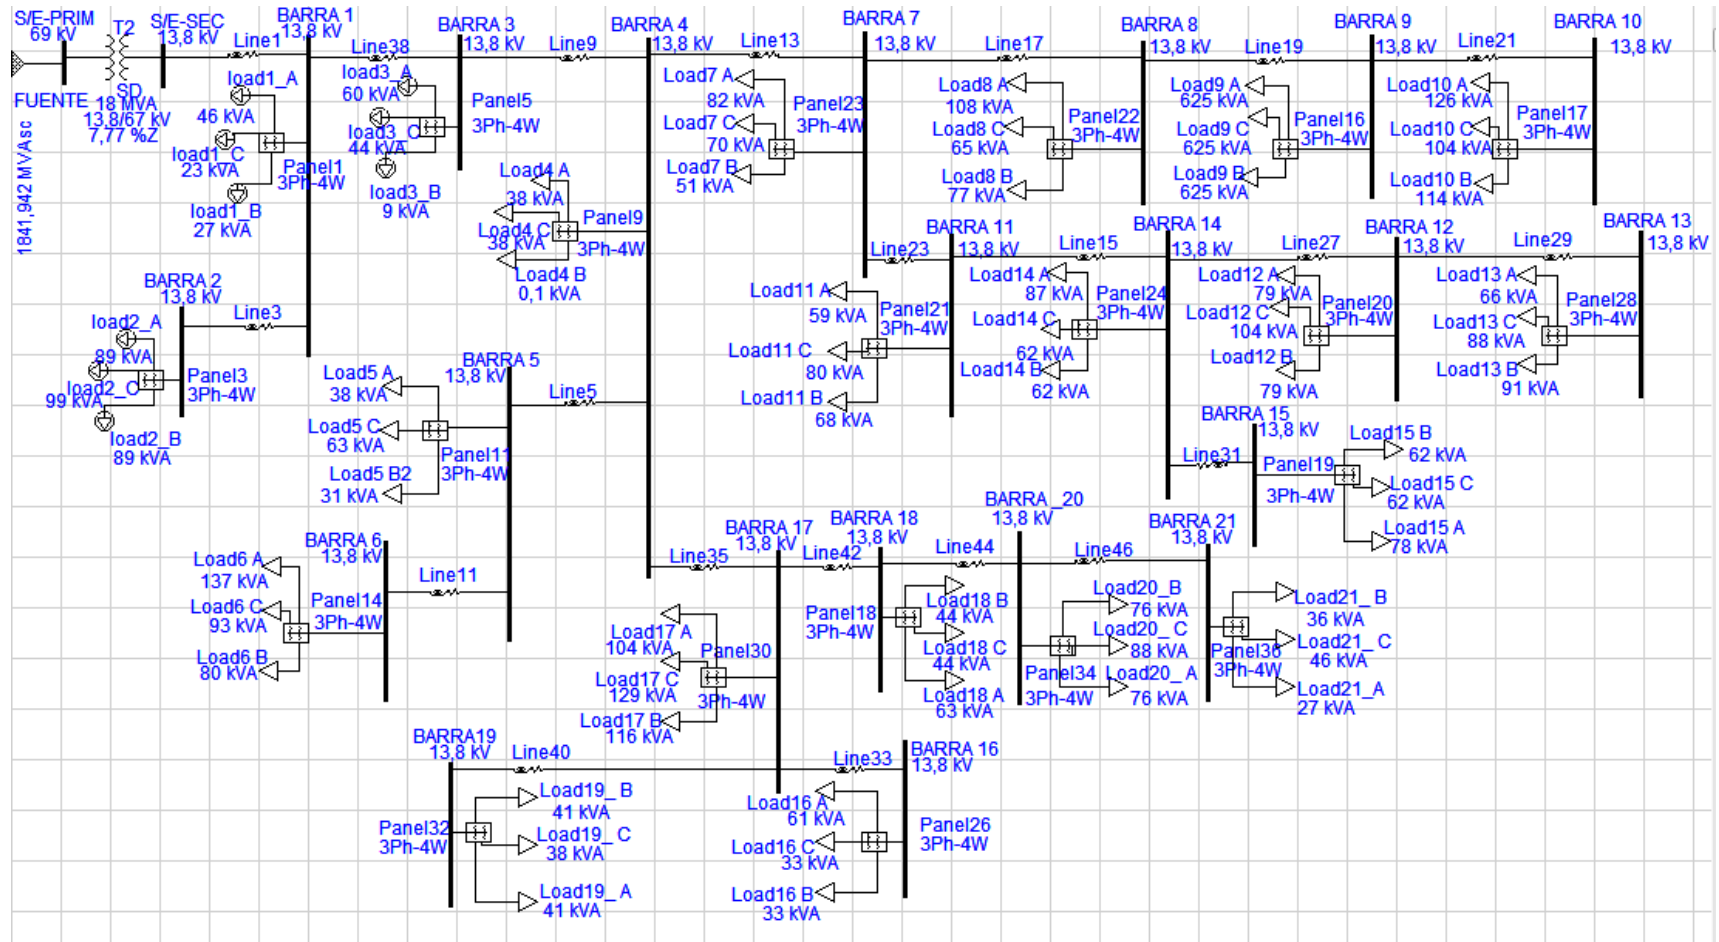 S/E-PRIM
69 kV
T2
S/E-SEC
13,8 kV
Line1
BARRA 1
13,8 kV
Line38
BARRA 3
13,8 kV
Line9
BARRA 4
13,8 kV
Line13
BARRA 7
13,8 kV
Line17
BARRA 8
13,8 kV
Line19
BARRA 9
13,8 kV
Line21
BARRA 10
13,8 kV
FUENTE
1841,942 MVAsc
SD
18 MVA
13.8/67 kV
7,77 %Z
load1_A
46 kVA
load1_C
23 kVA
load1_B
27 kVA
Panel1
3Ph-4W
load3_A
60 kVA
load3_C
44 kVA
load3_B
9 kVA
Panel5
3Ph-4W
Load4 A
38 kVA
Load4 C
38 kVA
Load4 B
0,1 kVA
Panel9
3Ph-4W
Load7 A
82 kVA
Load7 C
70 kVA
Load7 B
51 kVA
Panel23
3Ph-4W
Load8 A
108 kVA
Load8 C
65 kVA
Load8 B
77 kVA
Panel22
3Ph-4W
Load9 A
625 kVA
Load9 C
625 kVA
Load9 B
625 kVA
Panel16
3Ph-4W
Load10 A
126 kVA
Load10 C
104 kVA
Load10 B
114 kVA
Panel17
3Ph-4W
BARRA 2
13,8 kV
Line3
load2_A
89 kVA
load2_C
99 kVA
load2_B
89 kVA
Panel3
3Ph-4W
Line23
BARRA 11
13,8 kV
Line15
BARRA 14
13,8 kV
Line27
BARRA 12
13,8 kV
Line29
BARRA 13
13,8 kV
Load11 A
59 kVA
Load11 C
80 kVA
Load11 B
68 kVA
Panel21
3Ph-4W
Load14 A
87 kVA
Load14 C
62 kVA
Load14 B
62 kVA
Panel24
3Ph-4W
Load12 A
79 kVA
Load12 C
104 kVA
Load12 B
79 kVA
Panel20
3Ph-4W
Load13 A
66 kVA
Load13 C
88 kVA
Load13 B
91 kVA
Panel28
3Ph-4W
BARRA 5
13,8 kV
Line5
Load5 A
38 kVA
Load5 C
63 kVA
Load5 B2
31 kVA
Panel11
3Ph-4W
BARRA 15
13,8 kV
Line31
Panel19
3Ph-4W
Load15 B
62 kVA
Load15 C
62 kVA
Load15 A
78 kVA
BARRA 6
13,8 kV
Line11
Load6 A
137 kVA
Load6 C
93 kVA
Load6 B
80 kVA
Panel14
3Ph-4W
Line35
BARRA 17
13,8 kV
Line42
BARRA 18
13,8 kV
Line44
BARRA _20
13,8 kV
Line46
BARRA 21
13,8 kV
Load17 A
104 kVA
Load17 C
129 kVA
Load17 B
116 kVA
Panel30
3Ph-4W
Panel18
3Ph-4W
Load18 B
44 kVA
Load18 C
44 kVA
Load18 A
63 kVA
Panel34
3Ph-4W
Load20_B
76 kVA
Load20_ C
88 kVA
Load20_ A
76 kVA
Panel36
3Ph-4W
Load21_ B
36 kVA
Load21_ C
46 kVA
Load21_A
27 kVA
BARRA19
13,8 kV
Line40
Line33
BARRA 16
13,8 kV
Panel32
3Ph-4W
Load19_ B
41 kVA
Load19_ C
38 kVA
Load19_ A
41 kVA
Load16 A
61 kVA
Load16 C
33 kVA
Load16 B
33 kVA
Panel26
3Ph-4W